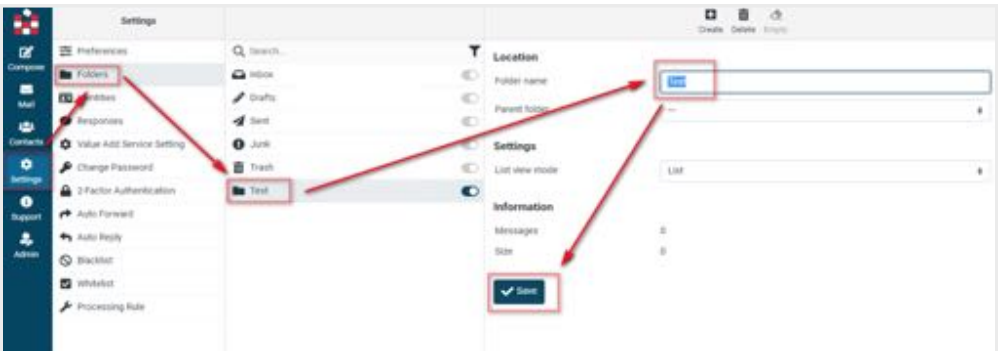 Compose
Mail
Contacts
Settings
Support
Admin
Settings
Preferences
Folders
Identities
Responses
Value Add Service Setting
Change Password
2-Factor Authentication
Auto Forward
Auto Reply
Blacklist
Whitelist
Processing Rule
Search...
Inbox
Drafts
Sent
Junk
Trash
Test
Create Delete Empty
Location
Folder name Test
Parent folder ---
Settings
List view mode List
Information
Messages 0
Size 0
Save